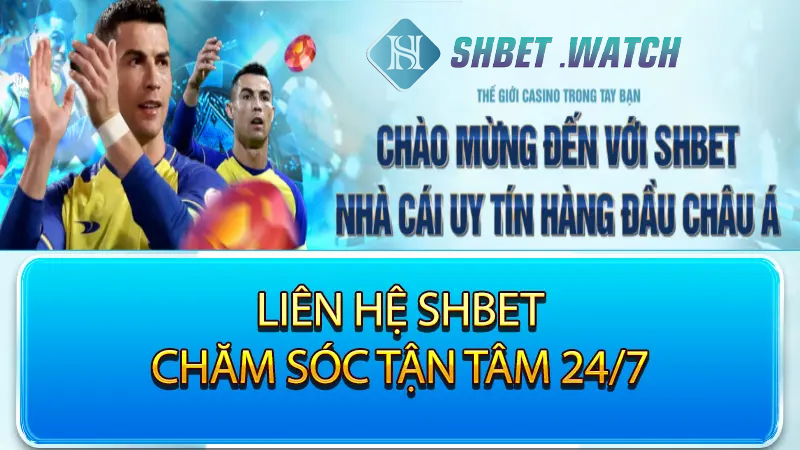 SHBET .WATCH
THẾ GIỚI CASINO TRONG TAY BẠN
CHÀO MỪNG ĐẾN VỚI SHBET
NHÀ CÁI UY TÍN HÀNG ĐẦU CHÂU Á
LIÊN HỆ SHBET
CHĂM SÓC TẬN TÂM 24/7